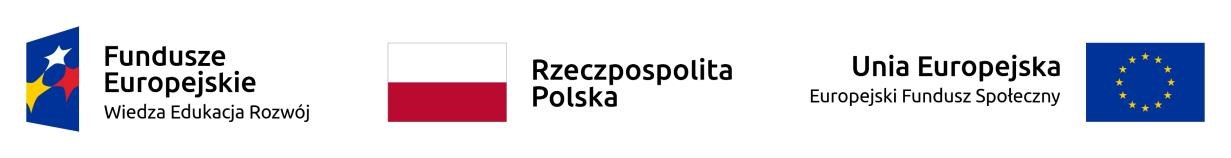 Fundusze
Europejskie
Wiedza Edukacja Rozwój
Rzeczpospolita
Polska
Unia Europejska
Europejski Fundusz Społeczny